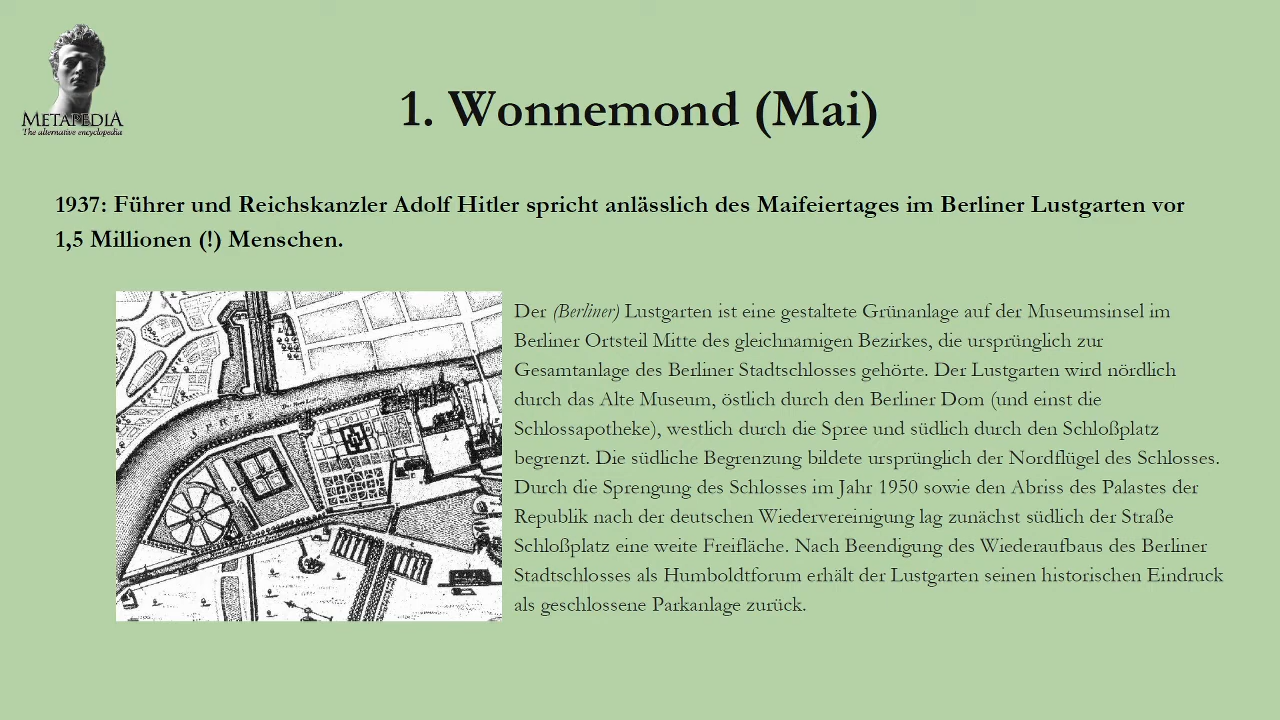 METAPEDIA
The alternative encyclopedia
1. Wonnemond (Mai)
1937: Führer und Reichskanzler Adolf Hitler spricht anlässlich des Maifeiertages im Berliner Lustgarten vor
1,5 Millionen (!) Menschen.
SPREE
Der (Berliner) Lustgarten ist eine gestaltete Grünanlage auf der Museumsinsel im
Berliner Ortsteil Mitte des gleichnamigen Bezirkes, die ursprünglich zur
Gesamtanlage des Berliner Stadtschlosses gehörte. Der Lustgarten wird nördlich
durch das Alte Museum, östlich durch den Berliner Dom (und einst die
Schlossapotheke), westlich durch die Spree und südlich durch den Schloßplatz
begrenzt. Die südliche Begrenzung bildete ursprünglich der Nordflügel des Schlosses.
Durch die Sprengung des Schlosses im Jahr 1950 sowie den Abriss des Palastes der
Republik nach der deutschen Wiedervereinigung lag zunächst südlich der Straße
Schloßplatz eine weite Freifläche. Nach Beendigung des Wiederaufbaus des Berliner
Stadtschlosses als Humboldtforum erhält der Lustgarten seinen historischen Eindruck
als geschlossene Parkanlage zurück.